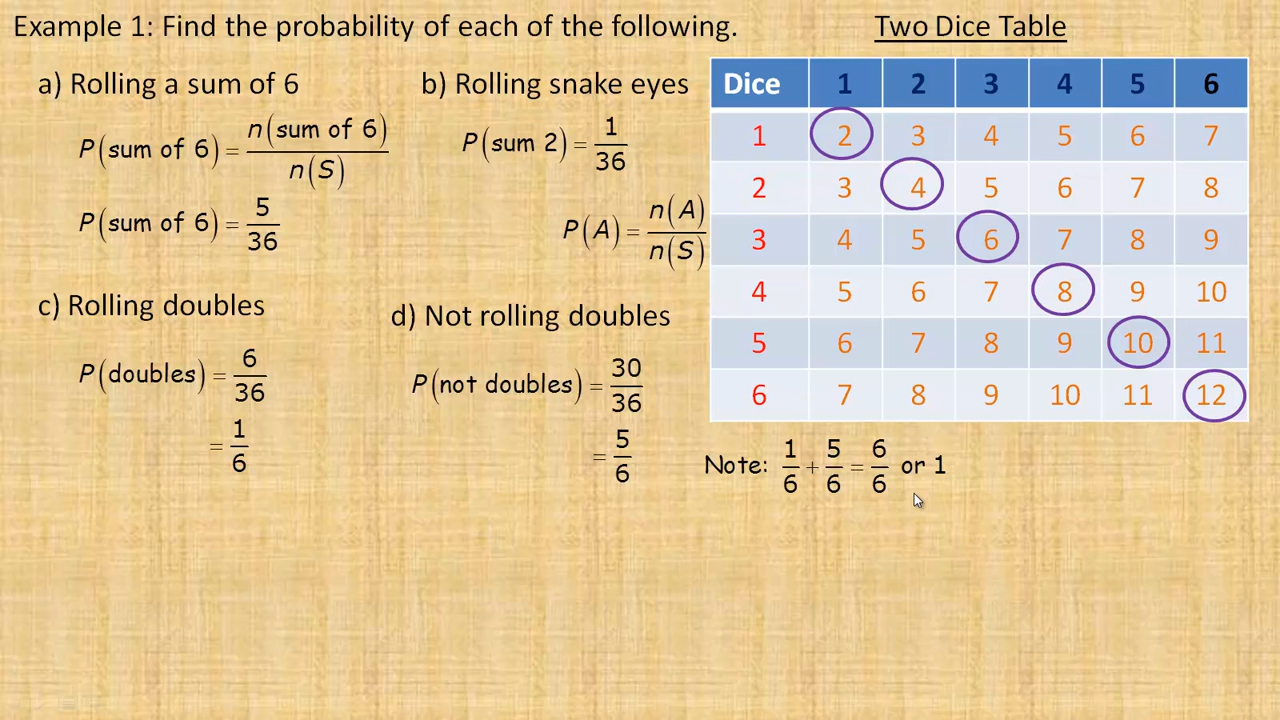 Example 1: Find the probability of each of the following.
Two Dice Table
a) Rolling a sum of 6
P(sum of 6) = n(sum of 6) / n(S)
P(sum of 6) = 5/36
b) Rolling snake eyes
P(sum 2) = 1/36
P(A) = n(A) / n(S)
c) Rolling doubles
P(doubles) = 6/36
= 1/6
d) Not rolling doubles
P(not doubles) = 30/36
= 5/6
Dice 1 2 3 4 5 6
1 2 3 4 5 6 7
2 3 4 5 6 7 8
3 4 5 6 7 8 9
4 5 6 7 8 9 10
5 6 7 8 9 10 11
6 7 8 9 10 11 12
Note: 1/6 + 5/6 = 6/6 or 1